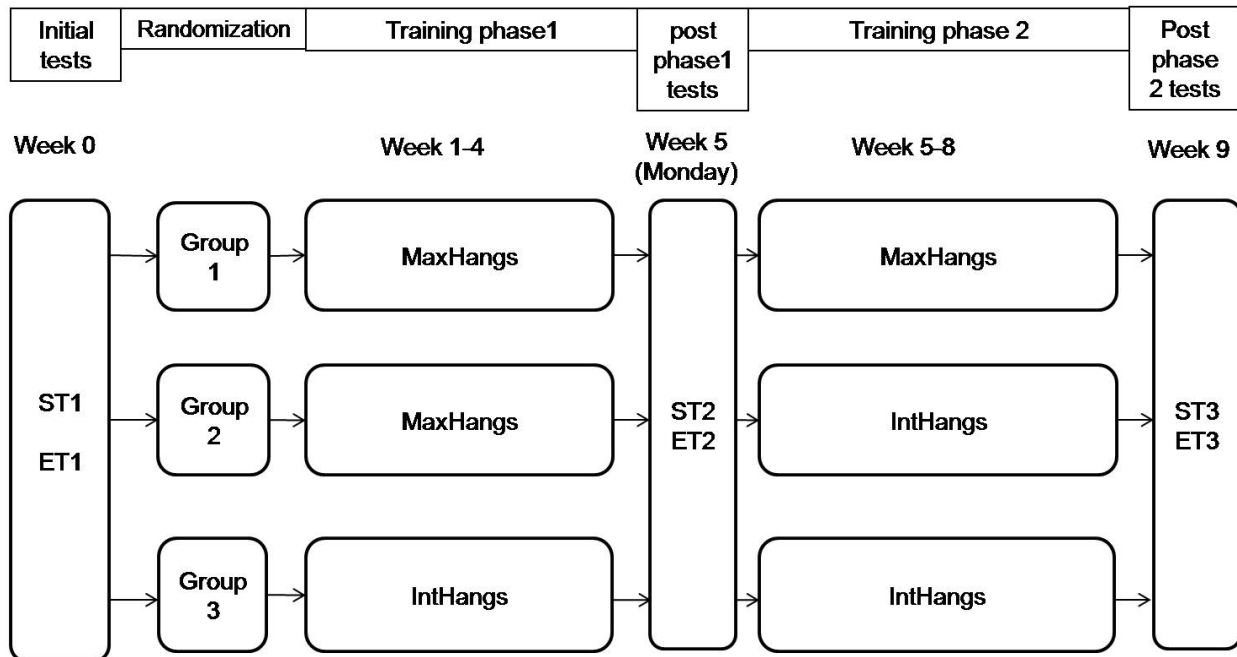 Initial
tests
Randomization
Training phase1
post
phase1
tests
Training phase 2
Post
phase
2 tests
Week 0
Week 1-4
Week 5
(Monday)
Week 5-8
Week 9
ST1
ET1
Group
1
MaxHangs
ST2
ET2
MaxHangs
ST3
ET3
Group
2
MaxHangs
IntHangs
Group
3
IntHangs
IntHangs